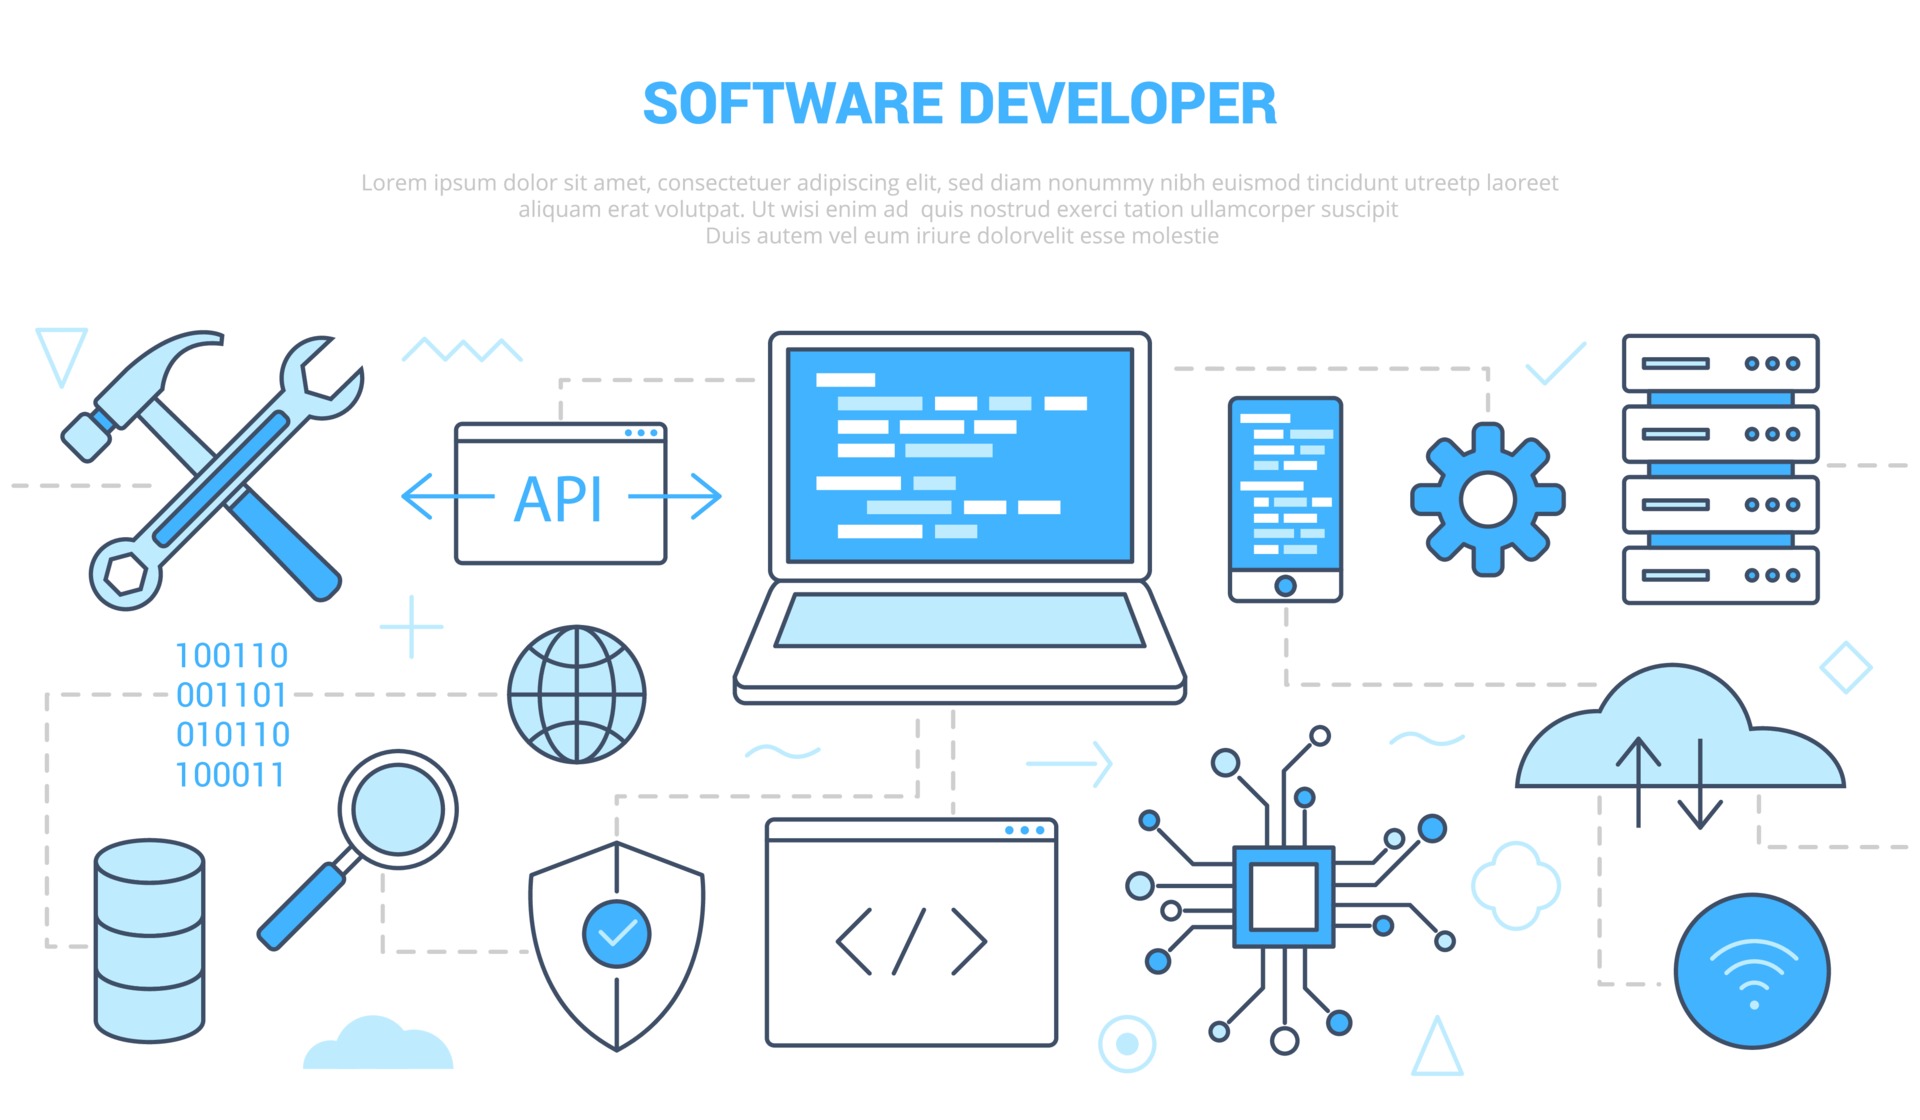 SOFTWARE DEVELOPER
Lorem ipsum dolor sit amet, consectetuer adipiscing elit, sed diam nonummy nibh euismod tincidunt utreetp laoreet
aliquam erat volutpat. Ut wisi enim ad  quis nostrud exerci tation ullamcorper suscipit
Duis autem vel eum iriure dolorvelit esse molestie
API
100110
001101
010110
100011
</>